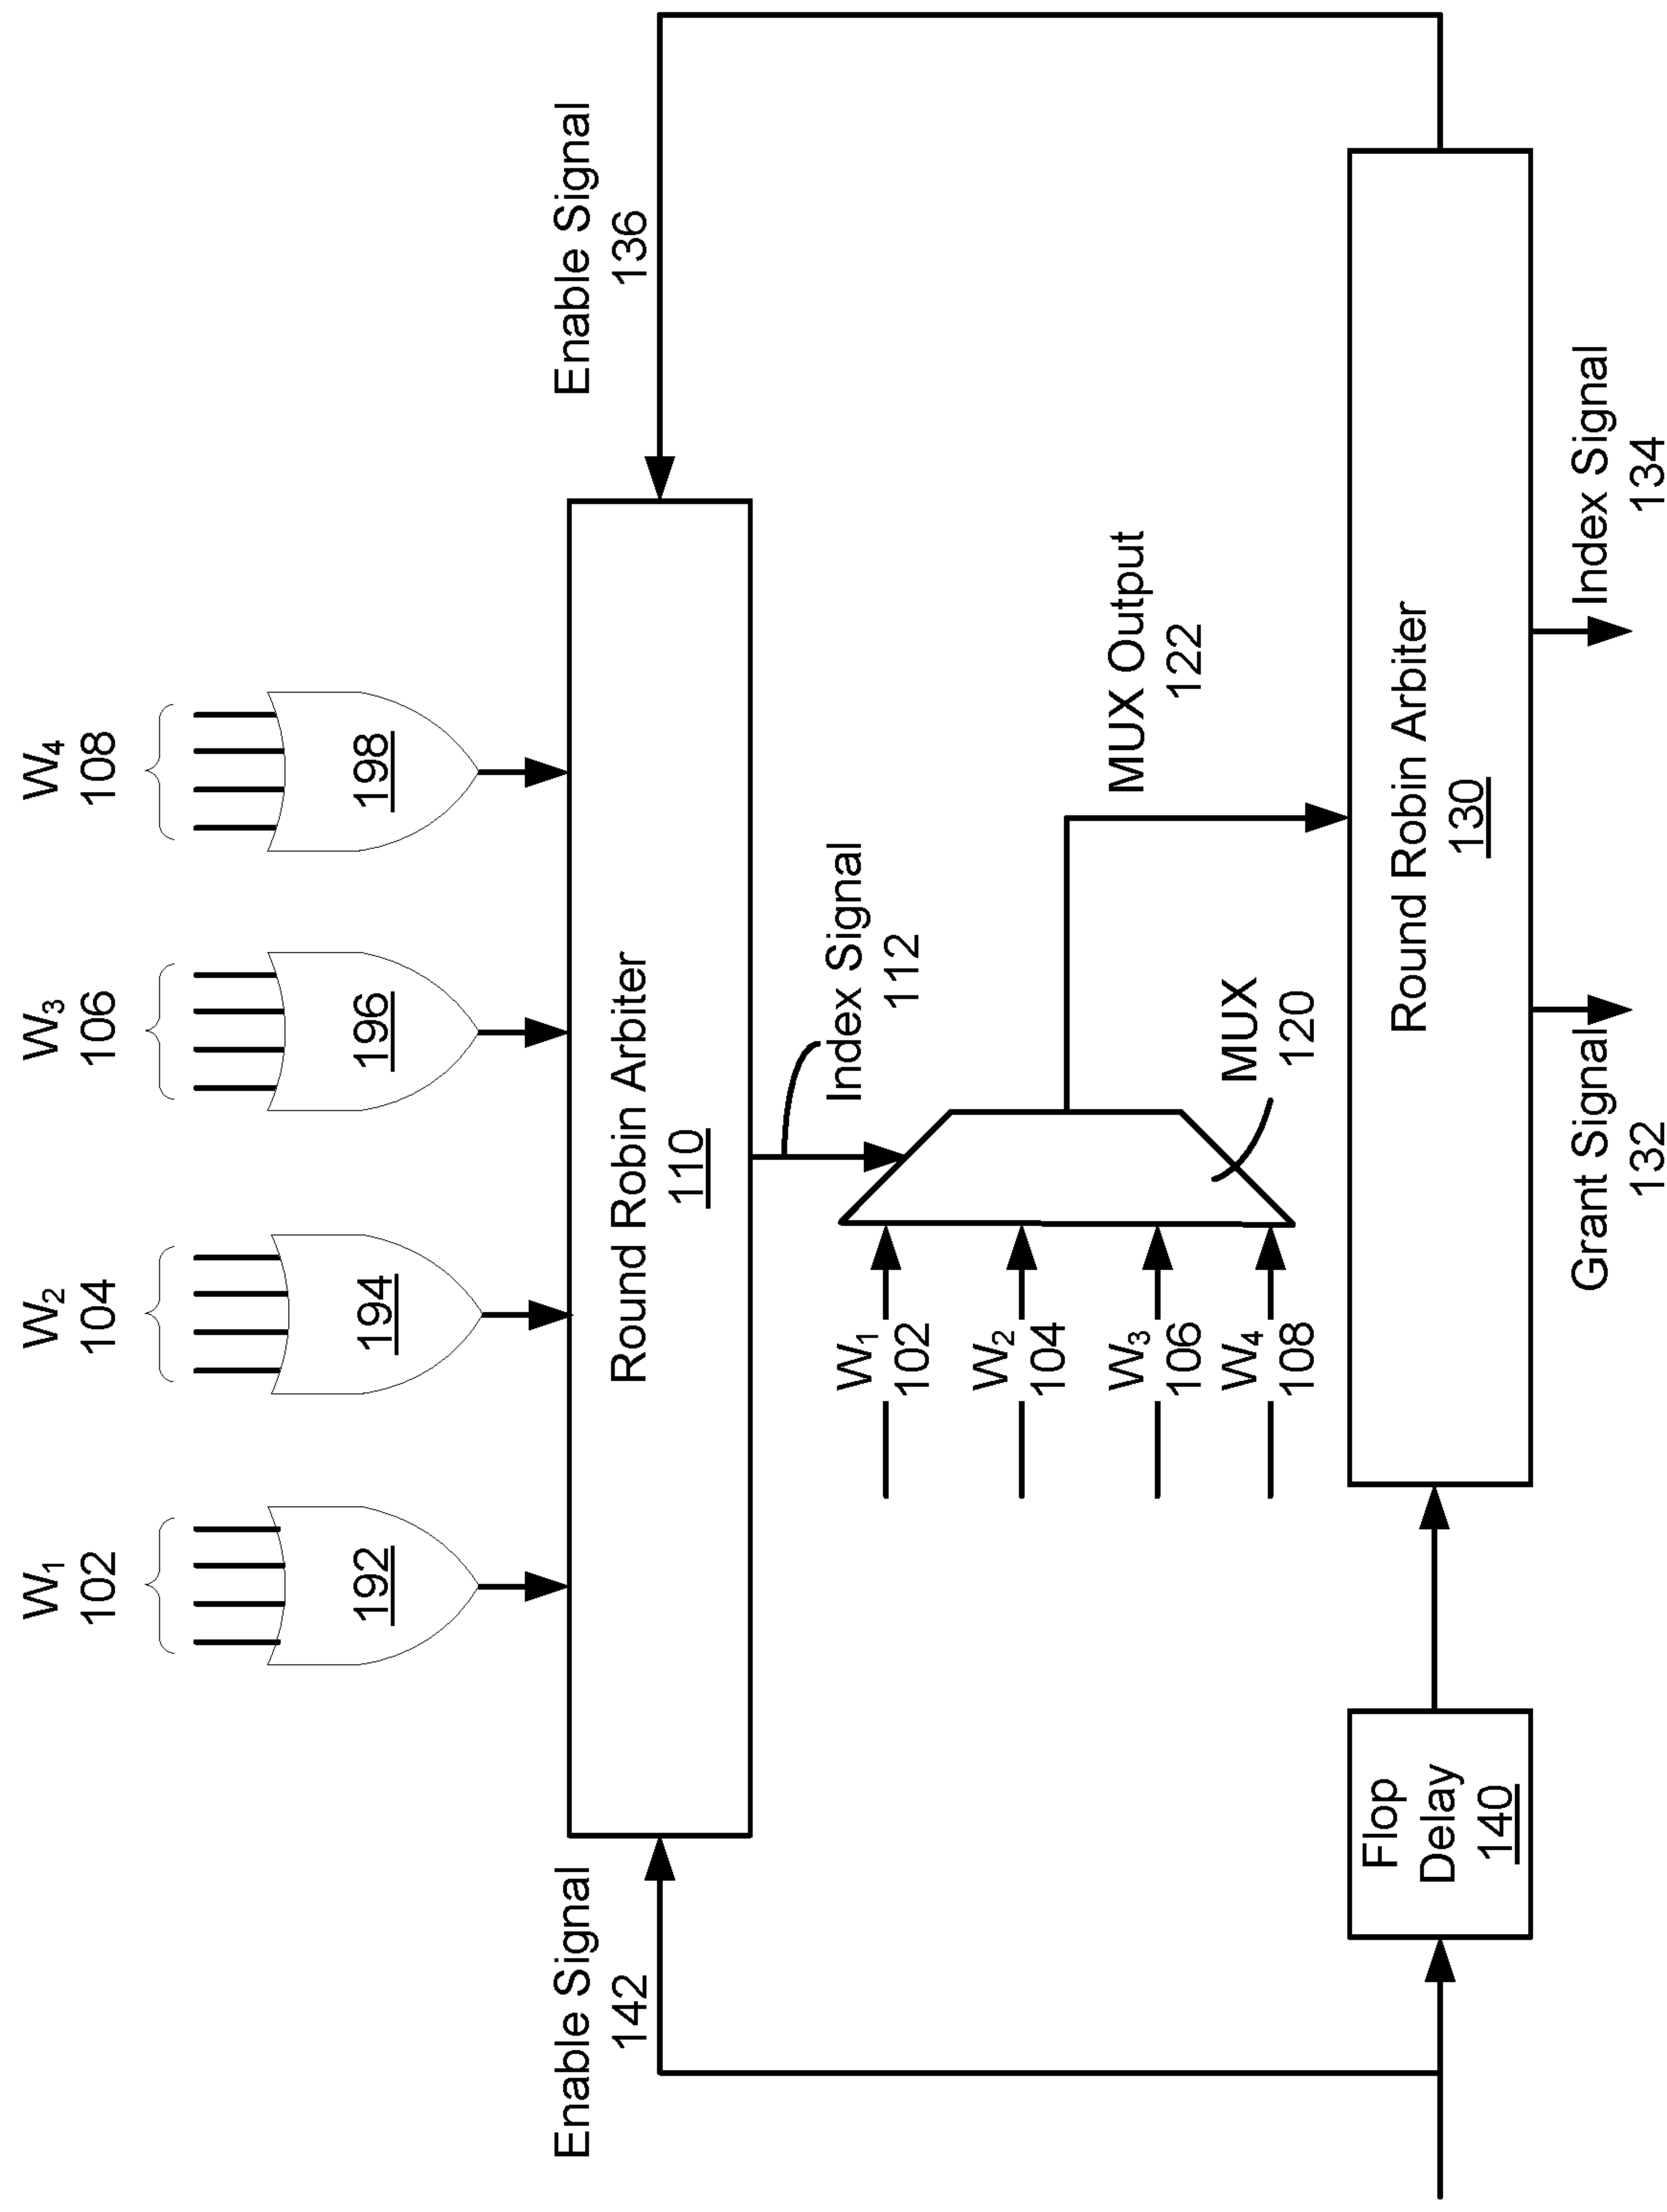 W1
102
W2
104
W3
106
W4
108
192
194
196
198
Enable Signal
142
Enable Signal
136
Round Robin Arbiter
110
Index Signal
112
W1
102
W2
104
W3
106
W4
108
MUX
120
MUX Output
122
Flop
Delay
140
Round Robin Arbiter
130
Grant Signal
132
Index Signal
134